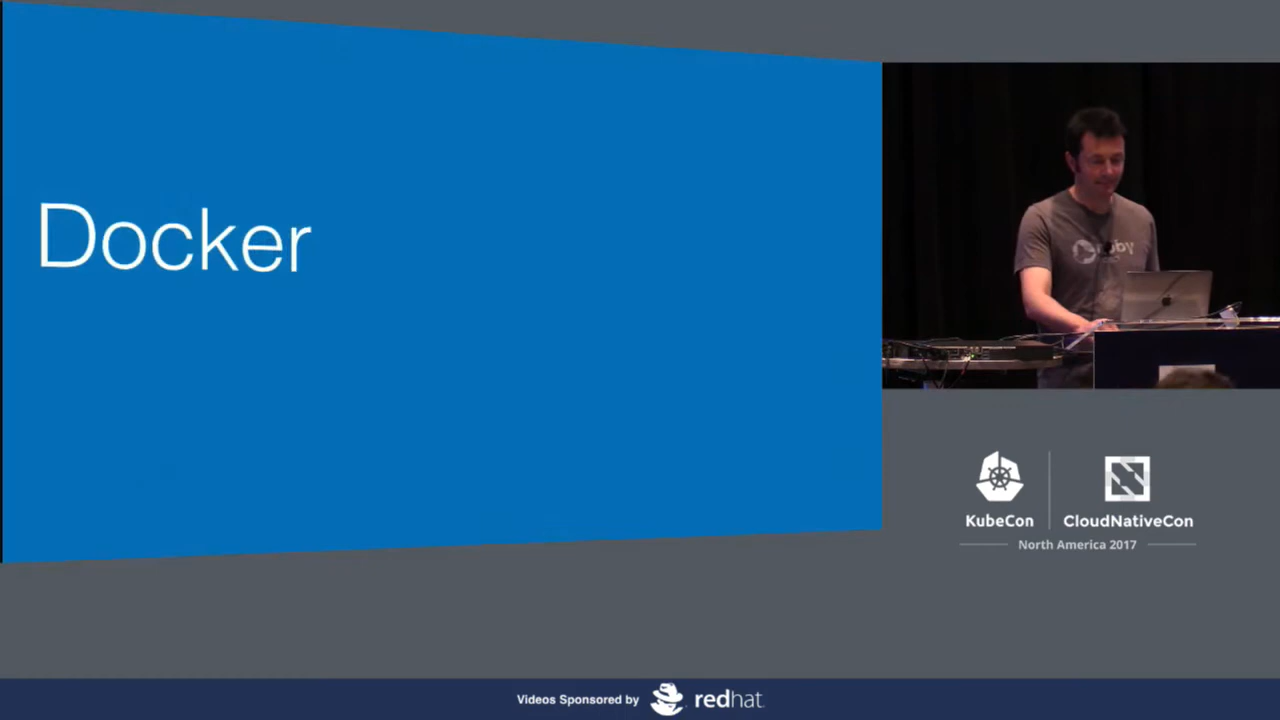 Docker
KubeCon
CloudNativeCon
North America 2017
Videos Sponsored by redhat.